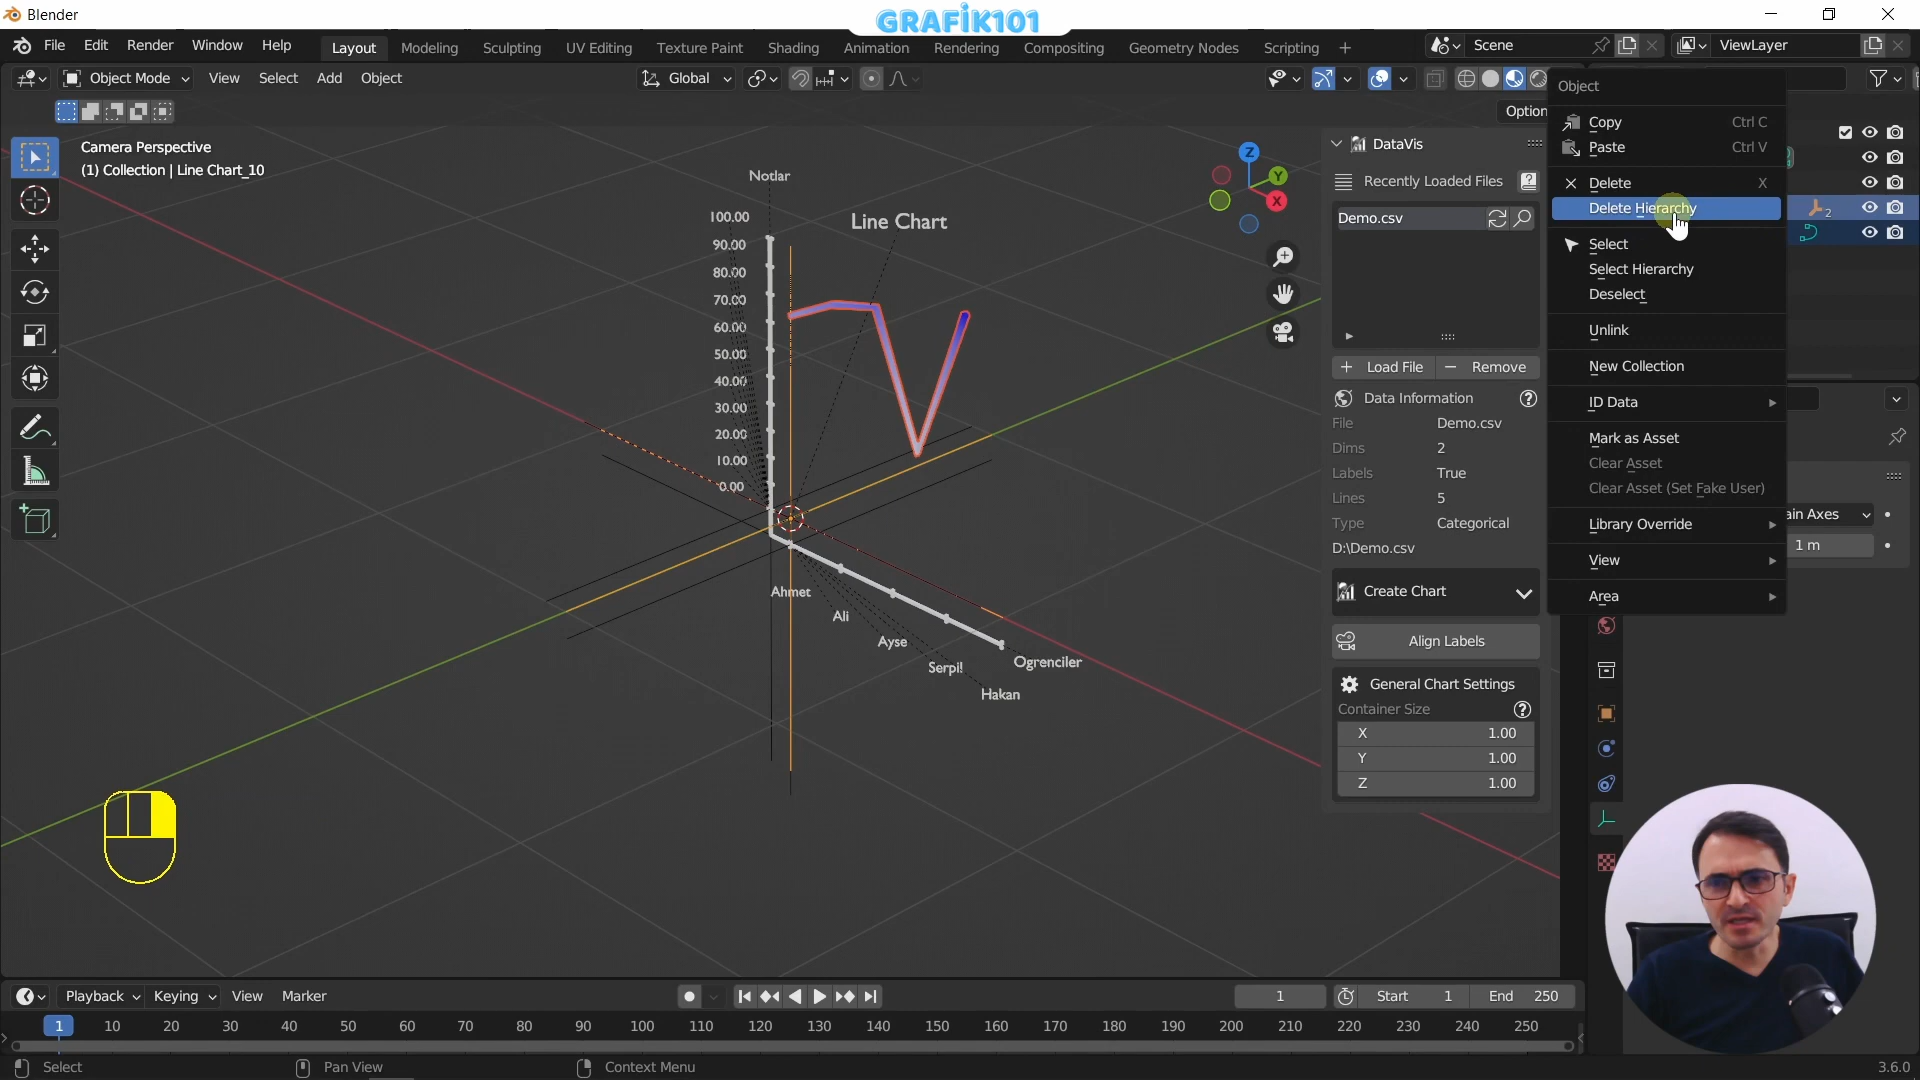 Blender
GRAFİK101
File Edit Render Window Help
Layout Modeling Sculpting UV Editing Texture Paint Shading Animation Rendering Compositing Geometry Nodes Scripting +
Scene
ViewLayer
Object Mode View Select Add Object
Global
Option
Camera Perspective
(1) Collection | Line Chart_10
Z
Y
X
Notlar
Line Chart
100.00
90.00
80.00
70.00
60.00
50.00
40.00
30.00
20.00
10.00
0.00
Ahmet
Ali
Ayse
Serpil
Hakan
Ogrenciler
DataVis
Recently Loaded Files
Demo.csv
+ Load File
− Remove
Data Information
File Demo.csv
Dims 2
Labels True
Lines 5
Type Categorical
D:\Demo.csv
Create Chart
Align Labels
General Chart Settings
Container Size
X 1.00
Y 1.00
Z 1.00
Object
Copy Ctrl C
Paste Ctrl V
Delete X
Delete Hierarchy
Select
Select Hierarchy
Deselect
Unlink
New Collection
ID Data
Mark as Asset
Clear Asset
Clear Asset (Set Fake User)
Library Override
View
Area
2
ain Axes
1 m
Playback Keying View Marker
1
Start 1
End 250
1 10 20 30 40 50 60 70 80 90 100 110 120 130 140 150 160 170 180 190 200 210 220 230 240 250
Select
Pan View
Context Menu
3.6.0